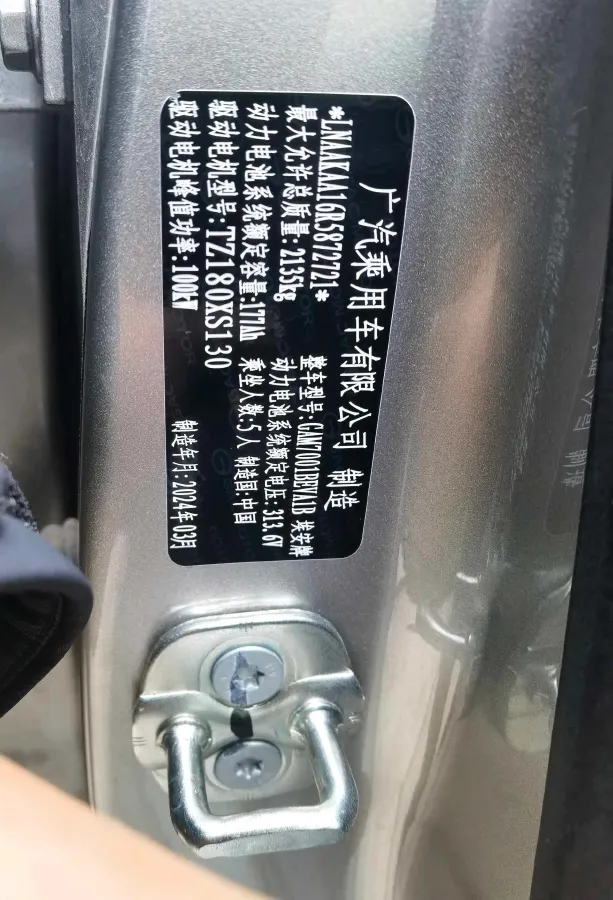 广汽乘用车有限公司 制造
*LNAAKAA16R5872721* 整车型号:GAM7001BEVA1B 埃安牌
最大允许总质量:2135kg 动力电池系统额定电压:313.6V
动力电池系统额定容量:177Ah 乘坐人数:5人 制造国:中国
驱动电机型号:TZ180XS130
驱动电机峰值功率:100kW 制造年月:2024年03月